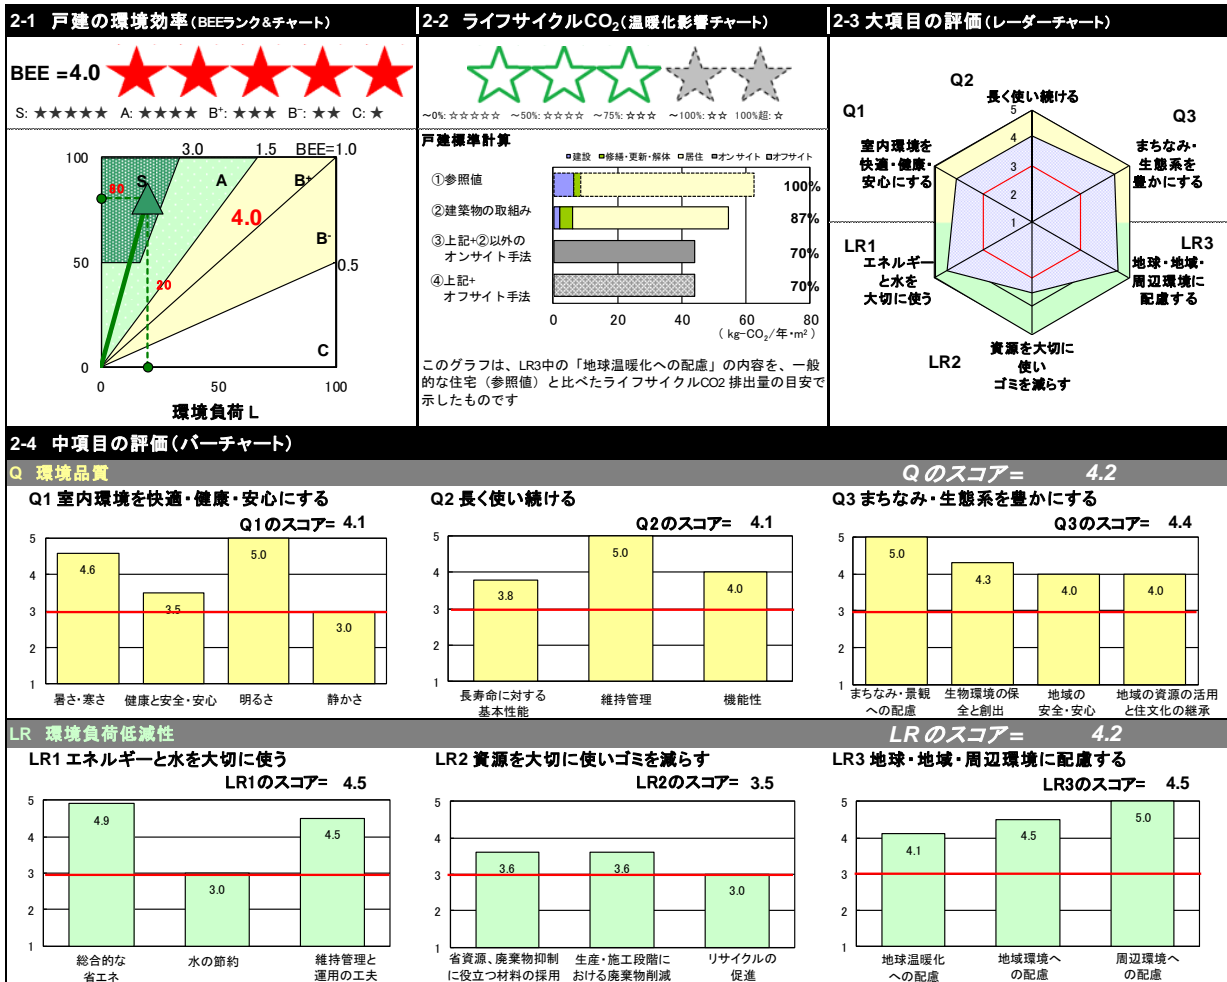 2-1 戸建の環境効率(BEEランク&チャート)
BEE =4.0
S: ★★★★★ A: ★★★★ B⁺: ★★★ B⁻: ★★ C: ★
3.0 1.5 BEE=1.0
100
S
80
A
B⁺
4.0
B⁻
50
0.5
20
C
0
0 50 100
環境負荷 L
2-2 ライフサイクルCO₂(温暖化影響チャート)
～0%: ☆☆☆☆☆ ～50%: ☆☆☆☆ ～75%: ☆☆☆ ～100%: ☆☆ 100%超: ☆
戸建標準計算
建設 修繕・更新・解体 居住 オンサイト オフサイト
①参照値 100%
②建築物の取組み 87%
③上記+②以外の
オンサイト手法 70%
④上記+
オフサイト手法 70%
0 20 40 60 80
( kg-CO₂/年・m² )
このグラフは、LR3中の「地球温暖化への配慮」の内容を、一般
的な住宅（参照値）と比べたライフサイクルCO2 排出量の目安で
示したものです
2-3 大項目の評価(レーダーチャート)
Q2
長く使い続ける
Q1
室内環境を
快適・健康・
安心にする
Q3
まちなみ・
生態系を
豊かにする
5
4
3
2
1
LR1
エネルギー
と水を
大切に使う
LR3
地球・地域・
周辺環境に
配慮する
LR2
資源を大切に
使い
ゴミを減らす
2-4 中項目の評価(バーチャート)
Q 環境品質 Q のスコア= 4.2
Q1 室内環境を快適・健康・安心にする
Q1のスコア= 4.1
5
4
3
2
1
4.6 3.5 5.0 3.0
暑さ・寒さ 健康と安全・安心 明るさ 静かさ
Q2 長く使い続ける
Q2のスコア= 4.1
5
4
3
2
1
3.8 5.0 4.0
長寿命に対する
基本性能
維持管理 機能性
Q3 まちなみ・生態系を豊かにする
Q3のスコア= 4.4
5
4
3
2
1
5.0 4.3 4.0 4.0
まちなみ・景観
への配慮
生物環境の保
全と創出
地域の
安全・安心
地域の資源の活用
と住文化の継承
LR 環境負荷低減性 LR のスコア= 4.2
LR1 エネルギーと水を大切に使う
LR1のスコア= 4.5
5
4
3
2
1
4.9 3.0 4.5
総合的な
省エネ
水の節約
維持管理と
運用の工夫
LR2 資源を大切に使いゴミを減らす
LR2のスコア= 3.5
5
4
3
2
1
3.6 3.6 3.0
省資源、廃棄物抑制
に役立つ材料の採用
生産・施工段階に
おける廃棄物削減
リサイクルの
促進
LR3 地球・地域・周辺環境に配慮する
LR3のスコア= 4.5
5
4
3
2
1
4.1 4.5 5.0
地球温暖化
への配慮
地域環境へ
の配慮
周辺環境へ
の配慮